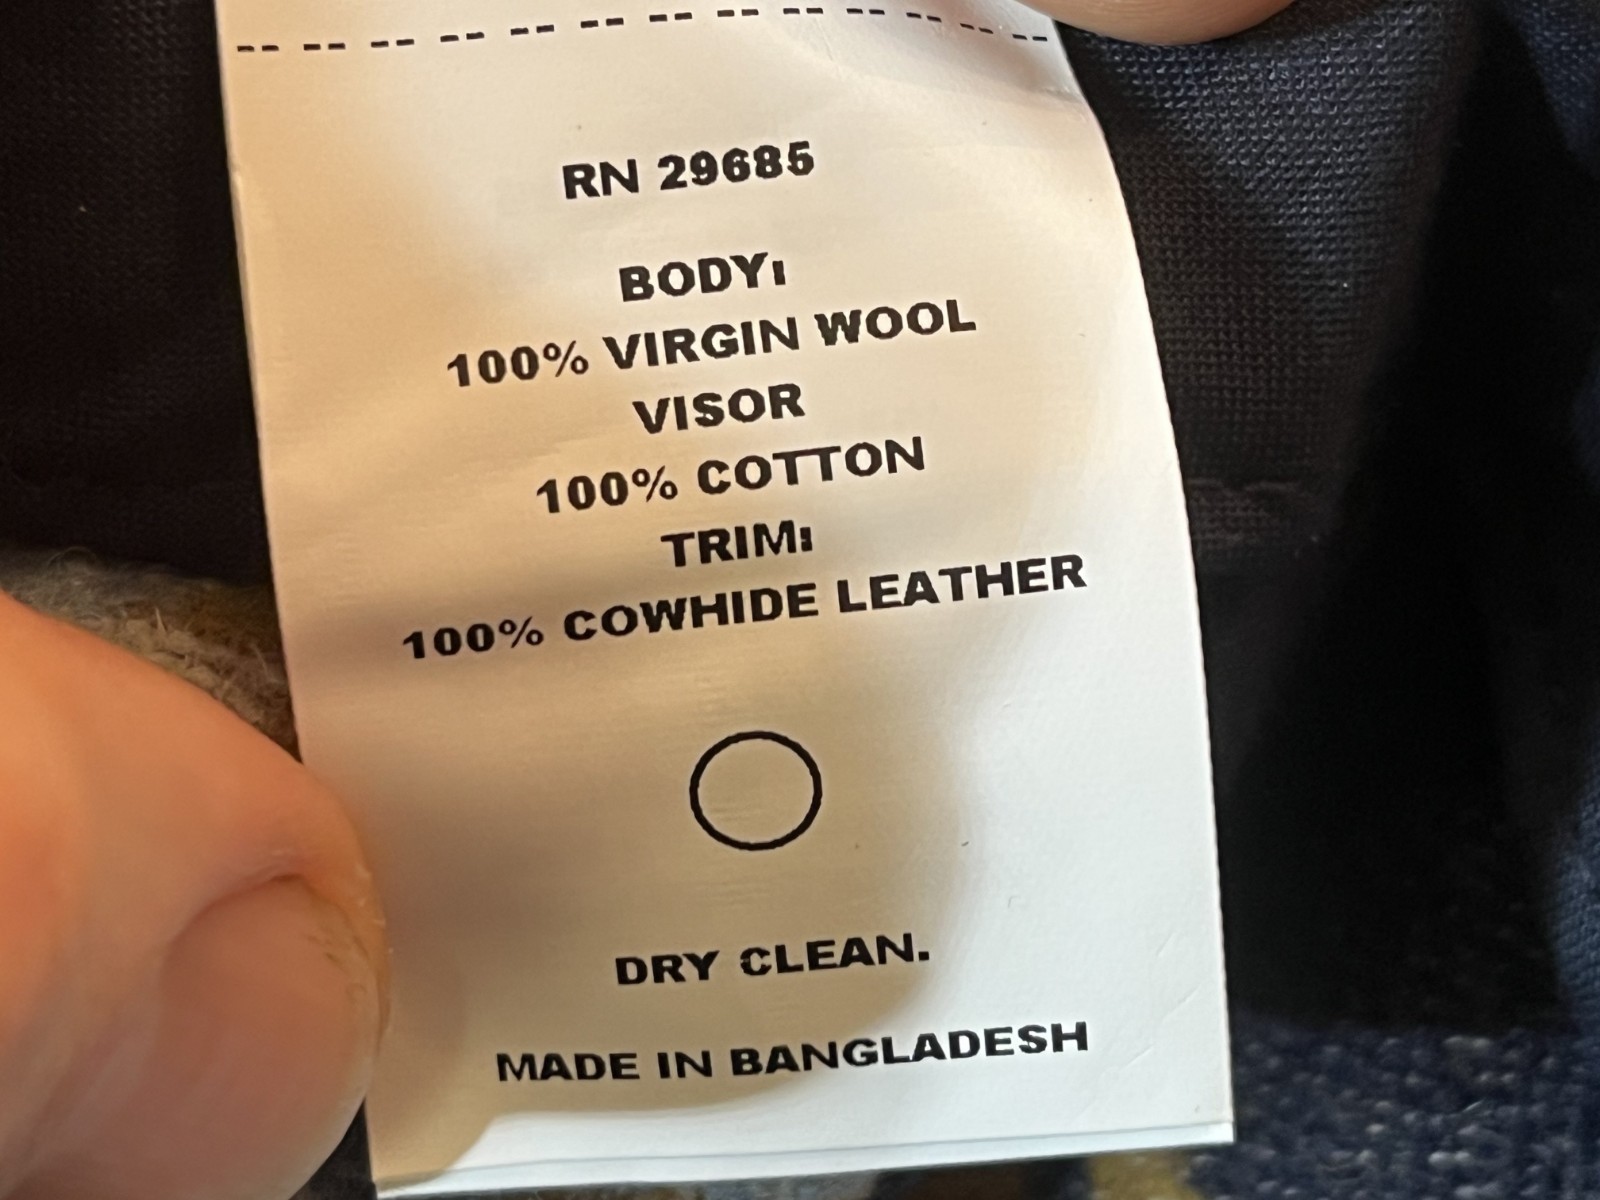 RN 29685
BODY:
100% VIRGIN WOOL
VISOR
100% COTTON
TRIM:
100% COWHIDE LEATHER
DRY CLEAN.
MADE IN BANGLADESH